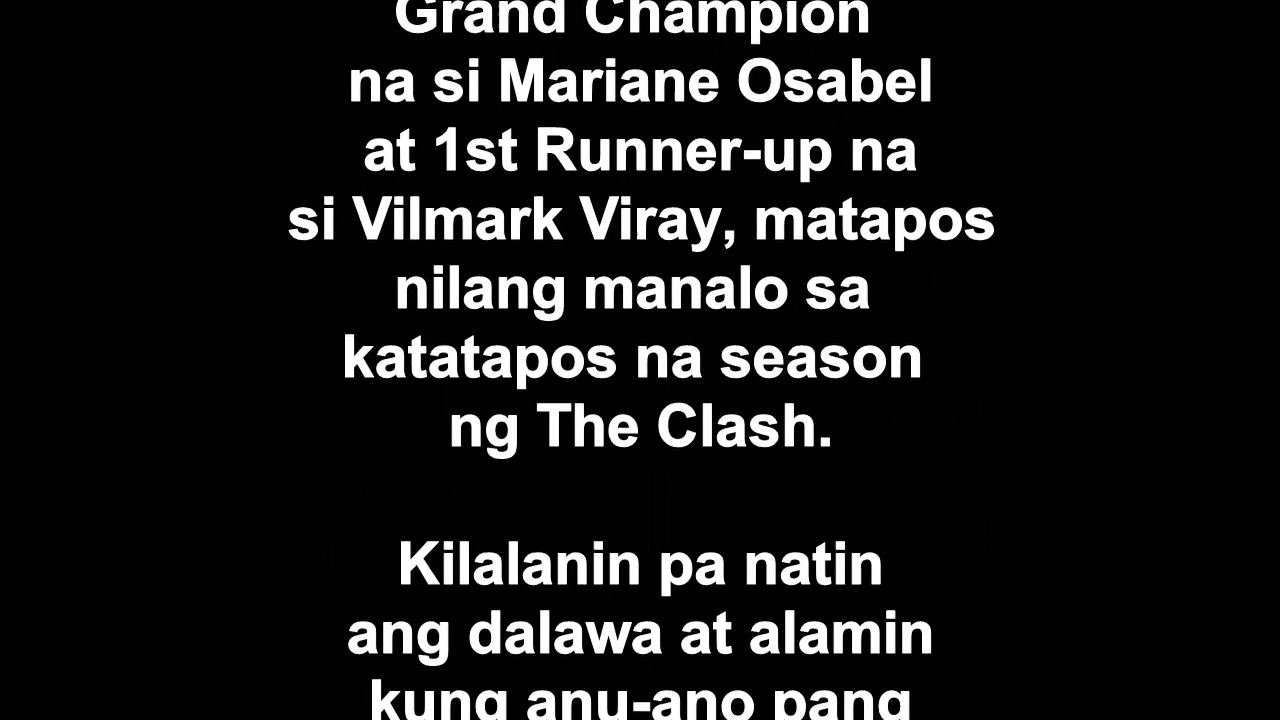 Grand Champion
na si Mariane Osabel
at 1st Runner-up na
si Vilmark Viray, matapos
nilang manalo sa
katatapos na season
ng The Clash.
Kilalanin pa natin
ang dalawa at alamin
kung anu-ano pang